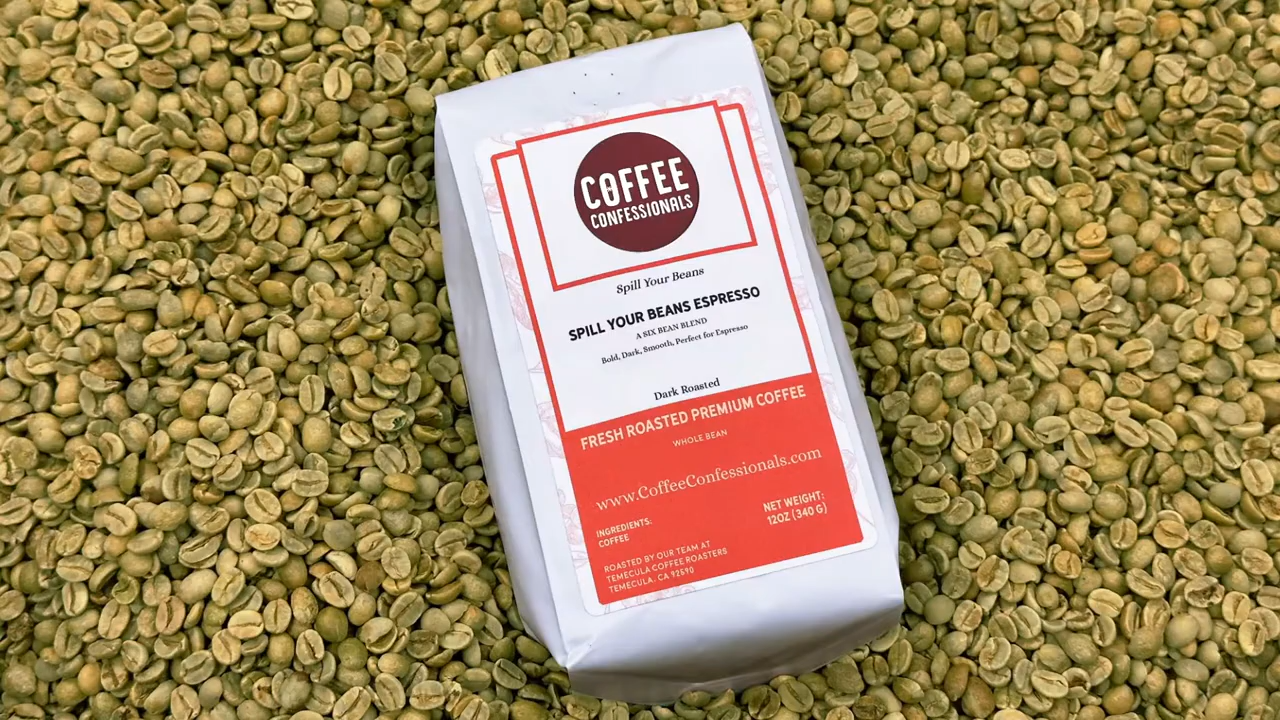 COFFEE
CONFESSIONALS
Spill Your Beans
SPILL YOUR BEANS ESPRESSO
A SIX BEAN BLEND
Bold, Dark, Smooth, Perfect for Espresso
Dark Roasted
FRESH ROASTED PREMIUM COFFEE
WHOLE BEAN
www.CoffeeConfessionals.com
INGREDIENTS:
COFFEE
NET WEIGHT:
12OZ (340 G)
ROASTED BY OUR TEAM AT
TEMECULA COFFEE ROASTERS
TEMECULA, CA 92590